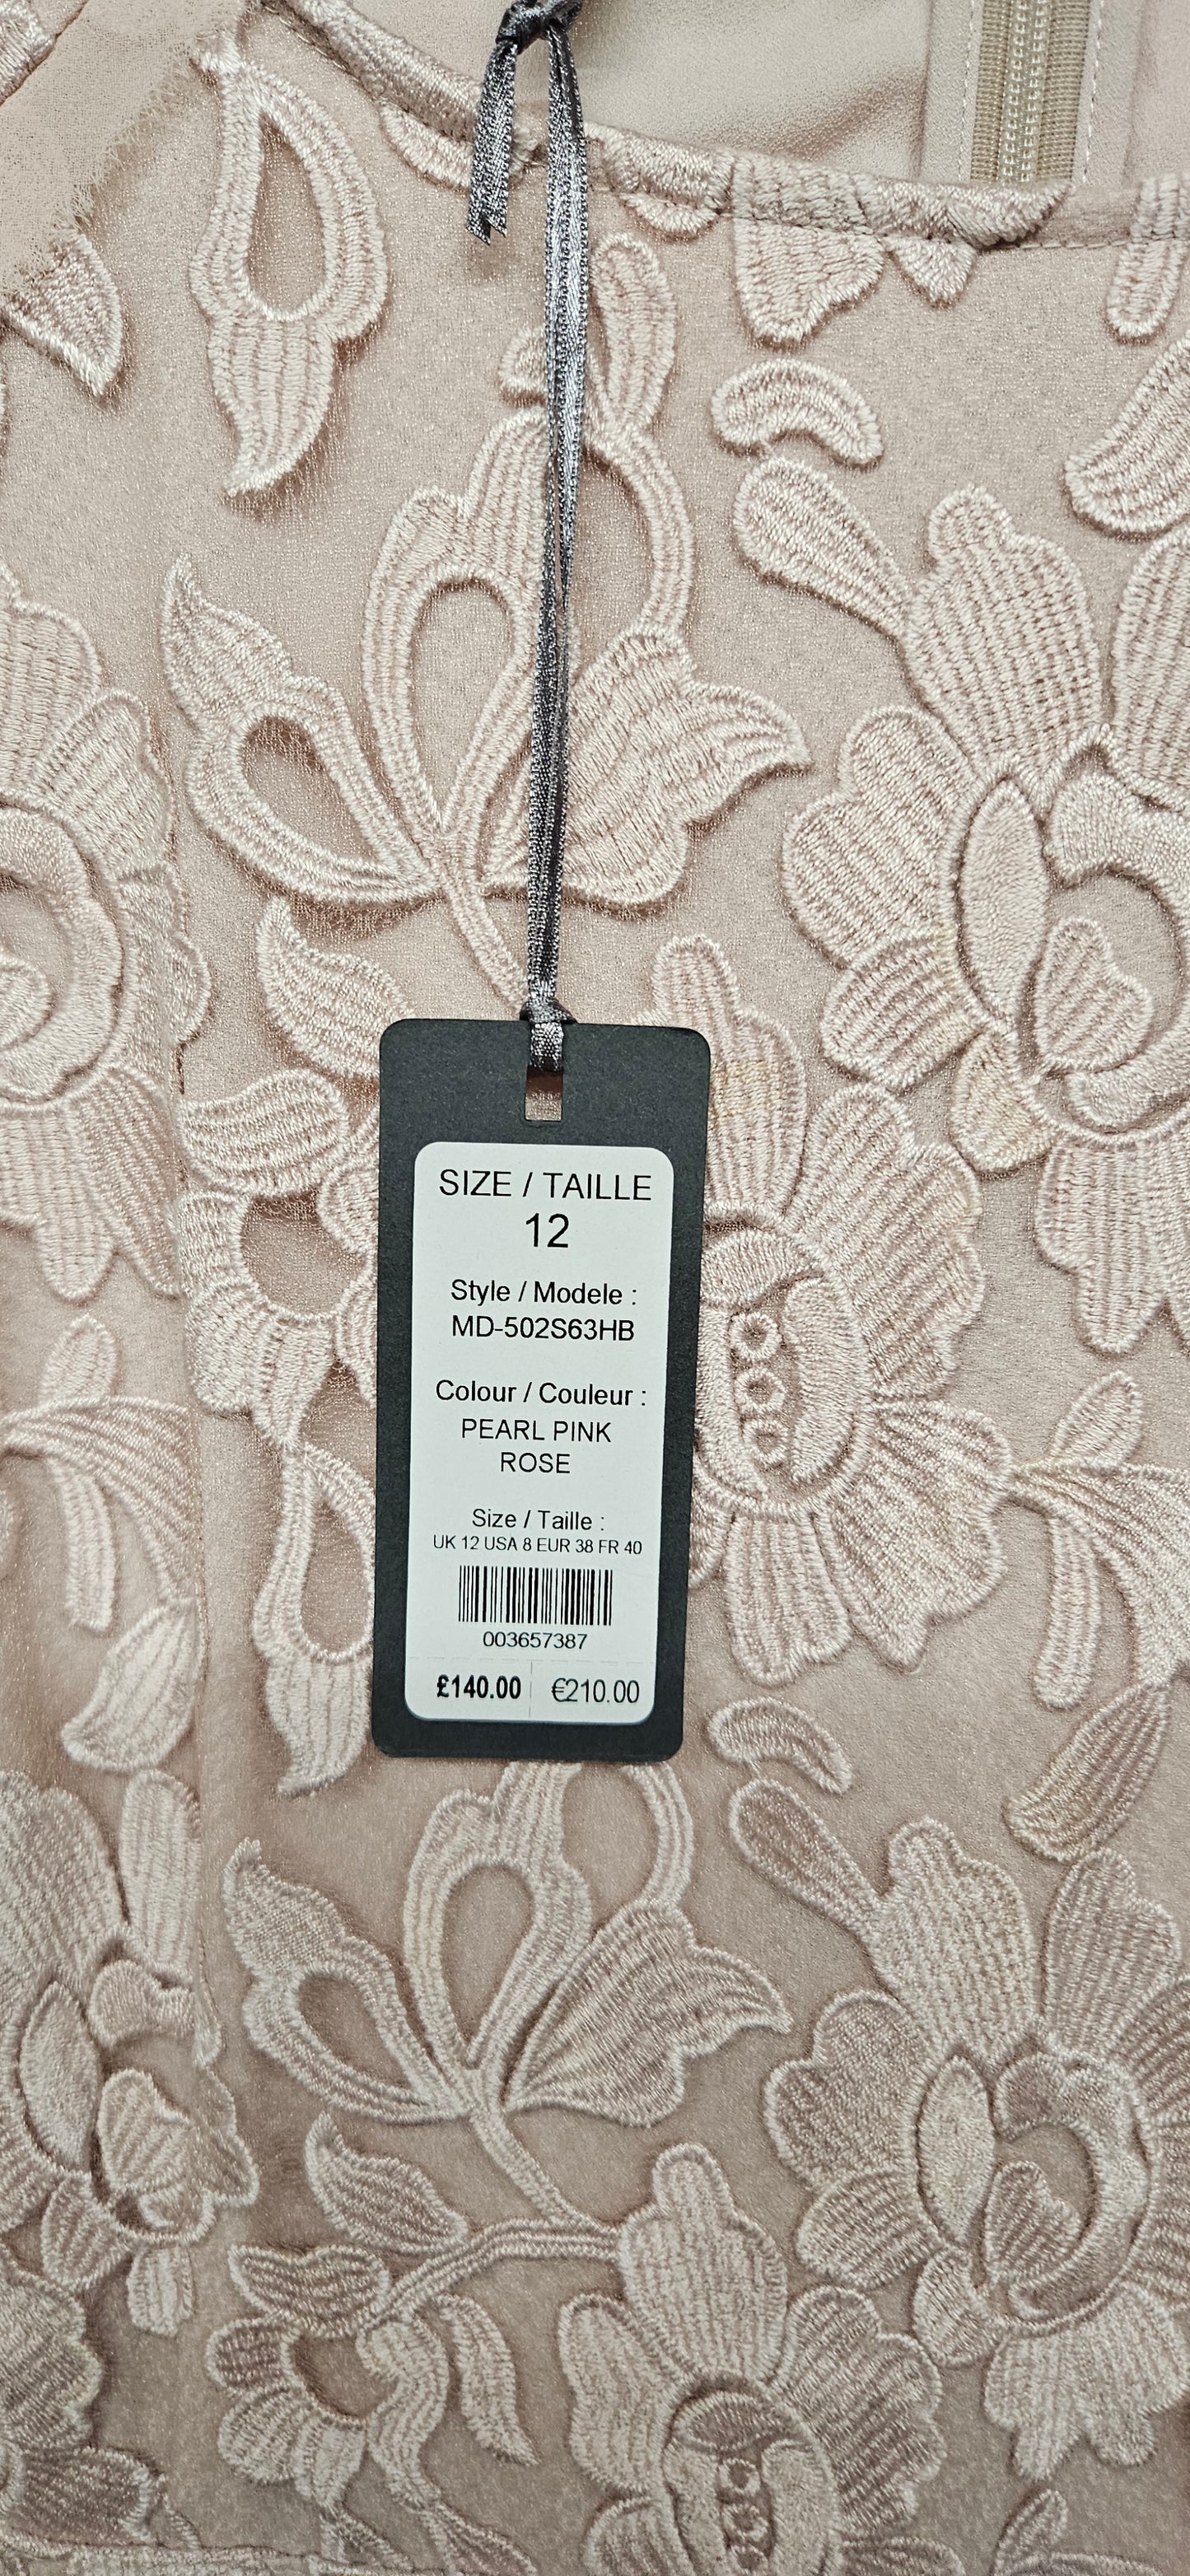 SIZE / TAILLE
12
Style / Modele :
MD-502S63HB
Colour / Couleur :
PEARL PINK
ROSE
Size / Taille :
UK 12 USA 8 EUR 38 FR 40
003657387
£140.00 €210.00